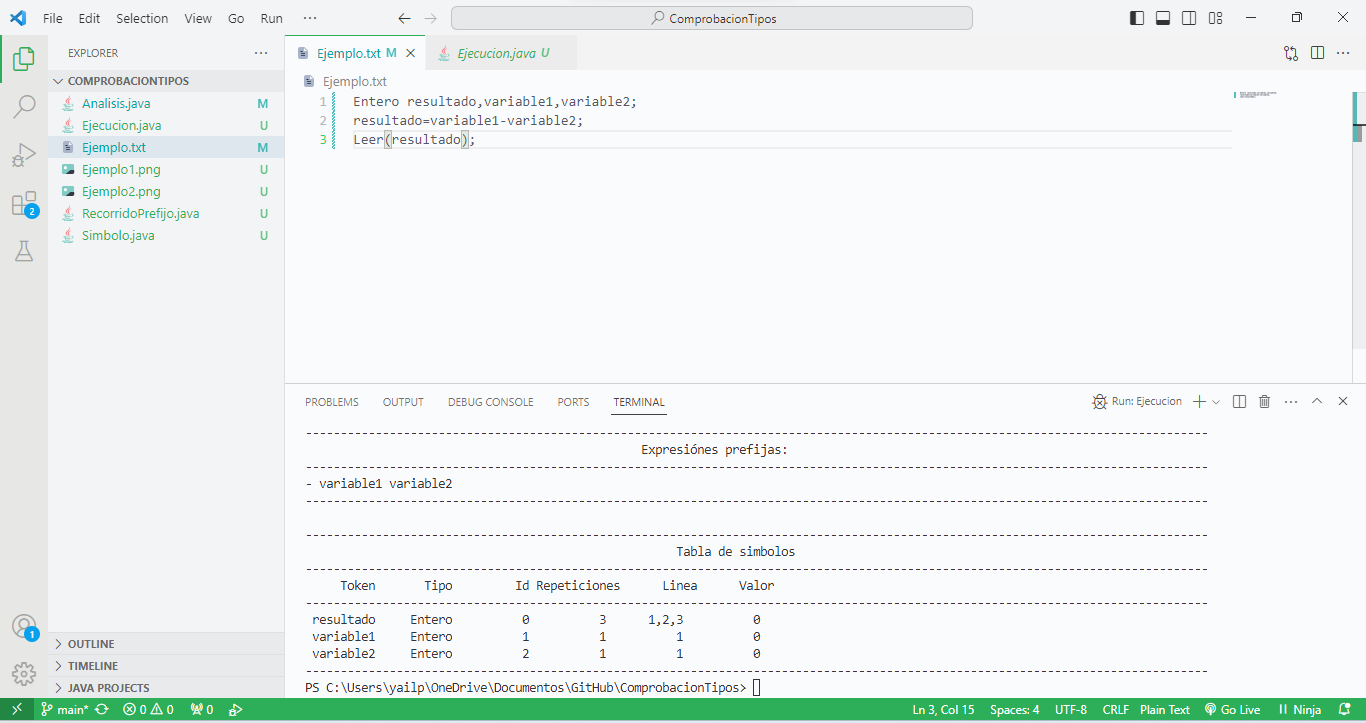 File Edit Selection View Go Run ··· ComprobacionTipos
EXPLORER ···
COMPROBACIONTIPOS
Analisis.java M
Ejecucion.java U
Ejemplo.txt M
Ejemplo1.png U
Ejemplo2.png U
RecorridoPrefijo.java U
Simbolo.java U
2
1
OUTLINE
TIMELINE
JAVA PROJECTS
Ejemplo.txt M Ejecucion.java U
Ejemplo.txt
1 Entero resultado,variable1,variable2;
2 resultado=variable1-variable2;
3 Leer(resultado);
PROBLEMS OUTPUT DEBUG CONSOLE PORTS TERMINAL Run: Ejecucion
Expresiónes prefijas:
- variable1 variable2
Tabla de simbolos
Token Tipo Id Repeticiones Linea Valor
resultado Entero 0 3 1,2,3 0
variable1 Entero 1 1 1 0
variable2 Entero 2 1 1 0
PS C:\Users\yailp\OneDrive\Documentos\GitHub\ComprobacionTipos>
main* 0 0 0 Ln 3, Col 15 Spaces: 4 UTF-8 CRLF Plain Text Go Live Ninja